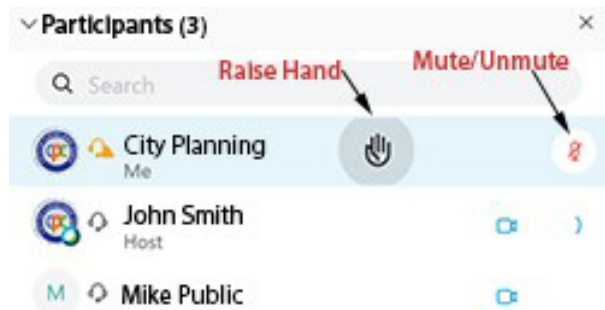 Participants (3)
Search
Raise Hand
Mute/Unmute
City Planning
Me
John Smith
Host
M
Mike Public